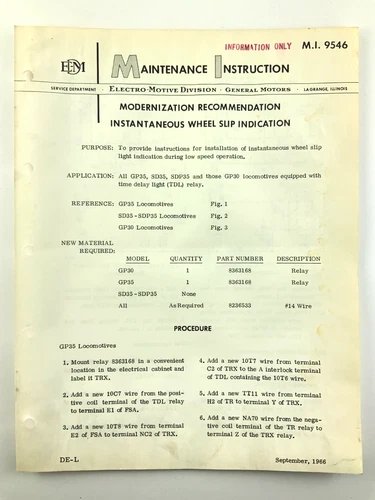 INFORMATION ONLY M.I. 9546
EMD MAINTENANCE INSTRUCTION
SERVICE DEPARTMENT · ELECTRO-MOTIVE DIVISION · GENERAL MOTORS · LA GRANGE, ILLINOIS
MODERNIZATION RECOMMENDATION
INSTANTANEOUS WHEEL SLIP INDICATION
PURPOSE: To provide instructions for installation of instantaneous wheel slip
light indication during low speed operation.
APPLICATION: All GP35, SD35, SDP35 and those GP30 locomotives equipped with
time delay light (TDL) relay.
REFERENCE: GP35 Locomotives Fig. 1
SD35-SDP35 Locomotives Fig. 2
GP30 Locomotives Fig. 3
NEW MATERIAL
REQUIRED:
MODEL QUANTITY PART NUMBER DESCRIPTION
GP30 1 8363168 Relay
GP35 1 8363168 Relay
SD35-SDP35 None
All As Required 8236533 #14 Wire
PROCEDURE
GP35 Locomotives
1. Mount relay 8363168 in a convenient
location in the electrical cabinet and
label it TRX.
2. Add a new 10C7 wire from the posi-
tive coil terminal of the TDL relay
to terminal E1 of FSA.
3. Add a new 10T8 wire from terminal
E2 of FSA to terminal NC2 of TRX.
4. Add a new 10T7 wire from terminal
C2 of TRX to the A interlock terminal
of TDL containing the 10T6 wire.
5. Add a new TT11 wire from terminal
H2 of TR to terminal Y of TRX.
6. Add a new NA70 wire from the nega-
tive coil terminal of the TR relay to
terminal Z of the TRX relay.
DE-L September, 1966